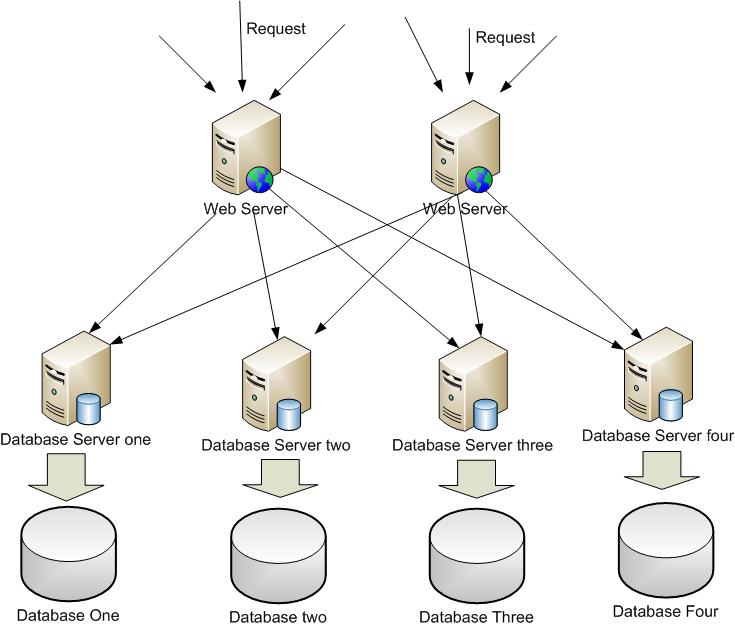 Request
Request
Web Server
Web Server
Database Server one
Database Server two
Database Server three
Database Server four
Database One
Database two
Database Three
Database Four